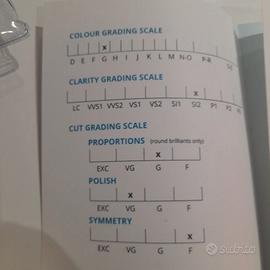 COLOUR GRADING SCALE
x
D E F G H I J K L M N-O P-R S-Z
CLARITY GRADING SCALE
x
LC VVS1 VVS2 VS1 VS2 SI1 SI2 P1 P2
CUT GRADING SCALE
PROPORTIONS (round brilliants only)
x
EXC VG G F
POLISH
x
EXC VG G F
SYMMETRY
x
EXC VG G F
subito